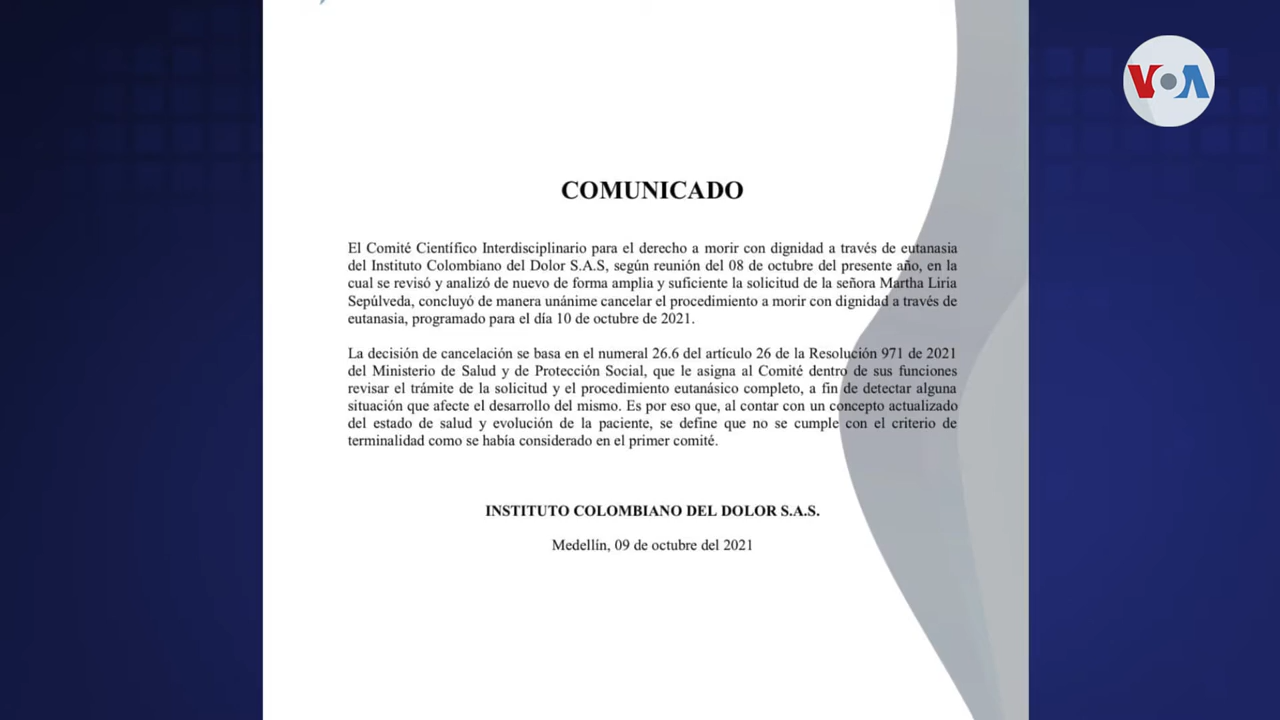 VOA
COMUNICADO
El Comité Científico Interdisciplinario para el derecho a morir con dignidad a través de eutanasia
del Instituto Colombiano del Dolor S.A.S, según reunión del 08 de octubre del presente año, en la
cual se revisó y analizó de nuevo de forma amplia y suficiente la solicitud de la señora Martha Liria
Sepúlveda, concluyó de manera unánime cancelar el procedimiento a morir con dignidad a través de
eutanasia, programado para el día 10 de octubre de 2021.
La decisión de cancelación se basa en el numeral 26.6 del artículo 26 de la Resolución 971 de 2021
del Ministerio de Salud y de Protección Social, que le asigna al Comité dentro de sus funciones
revisar el trámite de la solicitud y el procedimiento eutanásico completo, a fin de detectar alguna
situación que afecte el desarrollo del mismo. Es por eso que, al contar con un concepto actualizado
del estado de salud y evolución de la paciente, se define que no se cumple con el criterio de
terminalidad como se había considerado en el primer comité.
INSTITUTO COLOMBIANO DEL DOLOR S.A.S.
Medellín, 09 de octubre del 2021